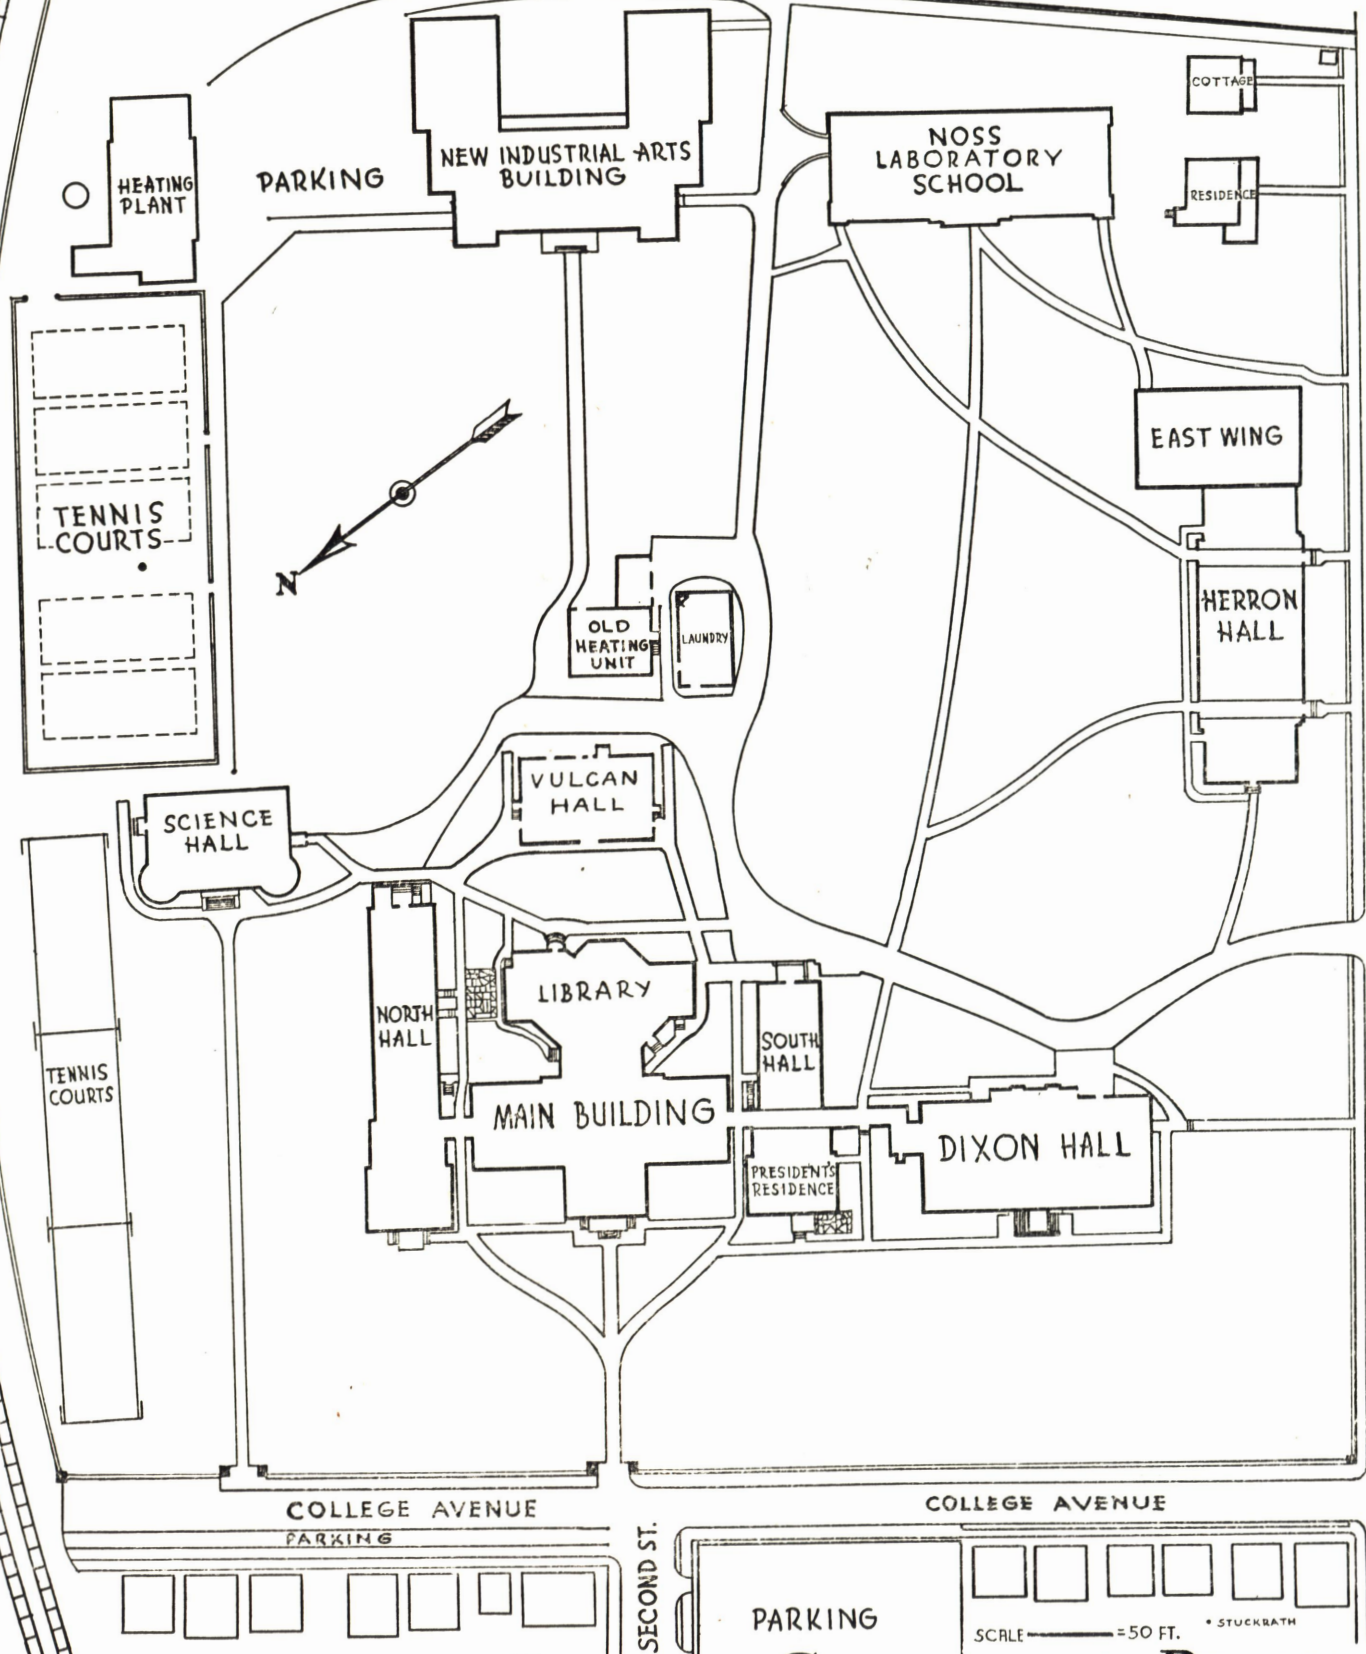 COTTAGE
NOSS
LABORATORY
SCHOOL
NEW INDUSTRIAL ARTS
BUILDING
PARKING
HEATING
PLANT
RESIDENCE
EAST WING
TENNIS
COURTS
N
HERRON
HALL
OLD
HEATING
UNIT
LAUNDRY
VULCAN
HALL
SCIENCE
HALL
LIBRARY
NORTH
HALL
SOUTH
HALL
TENNIS
COURTS
MAIN BUILDING
DIXON HALL
PRESIDENT'S
RESIDENCE
COLLEGE AVENUE
COLLEGE AVENUE
PARKING
SECOND ST.
PARKING
SCALE =50 FT.
• STUCKRATH